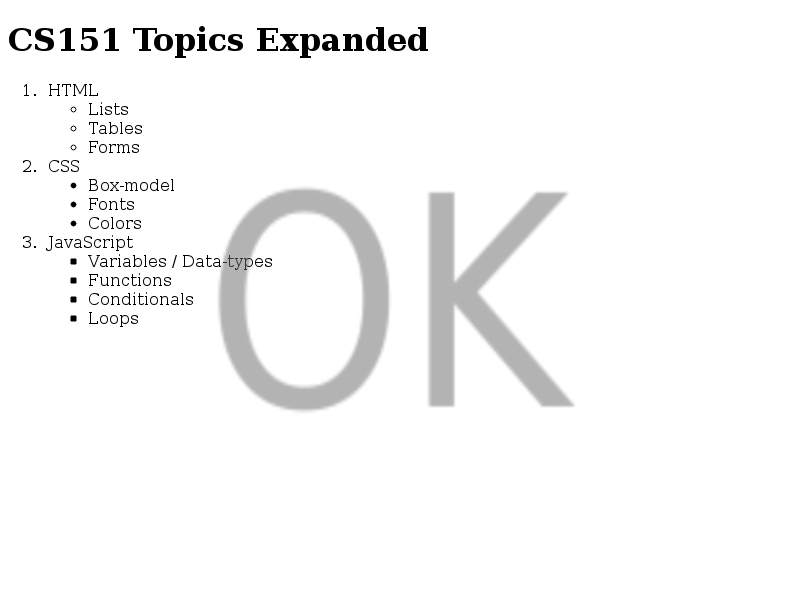 CS151 Topics Expanded
1. HTML
◦ Lists
◦ Tables
◦ Forms
2. CSS
• Box-model
• Fonts
• Colors
3. JavaScript
▪ Variables / Data-types
▪ Functions
▪ Conditionals
▪ Loops
OK